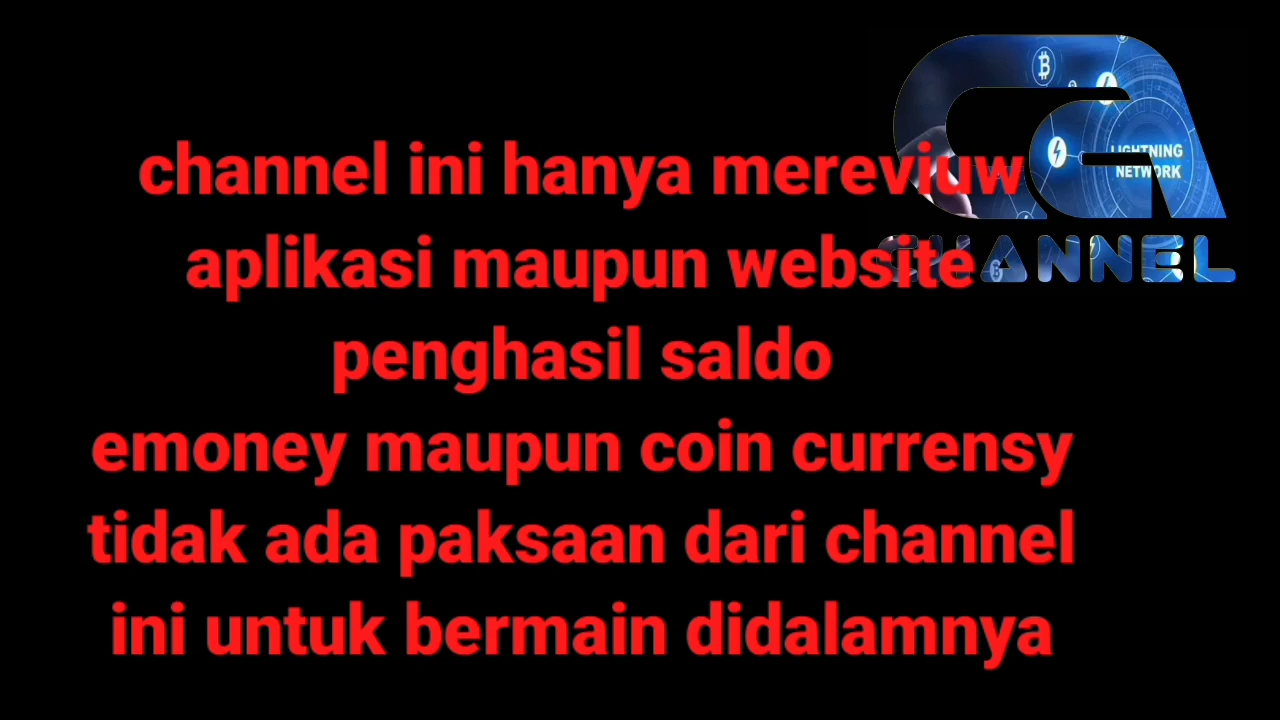 channel ini hanya mereviuw
aplikasi maupun website
penghasil saldo
emoney maupun coin currensy
tidak ada paksaan dari channel
ini untuk bermain didalamnya
LIGHTNING
NETWORK
CHANNEL